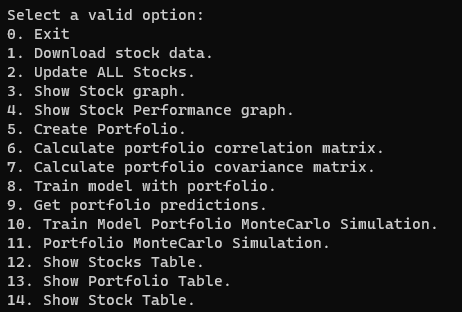 Select a valid option:
0. Exit
1. Download stock data.
2. Update ALL Stocks.
3. Show Stock graph.
4. Show Stock Performance graph.
5. Create Portfolio.
6. Calculate portfolio correlation matrix.
7. Calculate portfolio covariance matrix.
8. Train model with portfolio.
9. Get portfolio predictions.
10. Train Model Portfolio MonteCarlo Simulation.
11. Portfolio MonteCarlo Simulation.
12. Show Stocks Table.
13. Show Portfolio Table.
14. Show Stock Table.